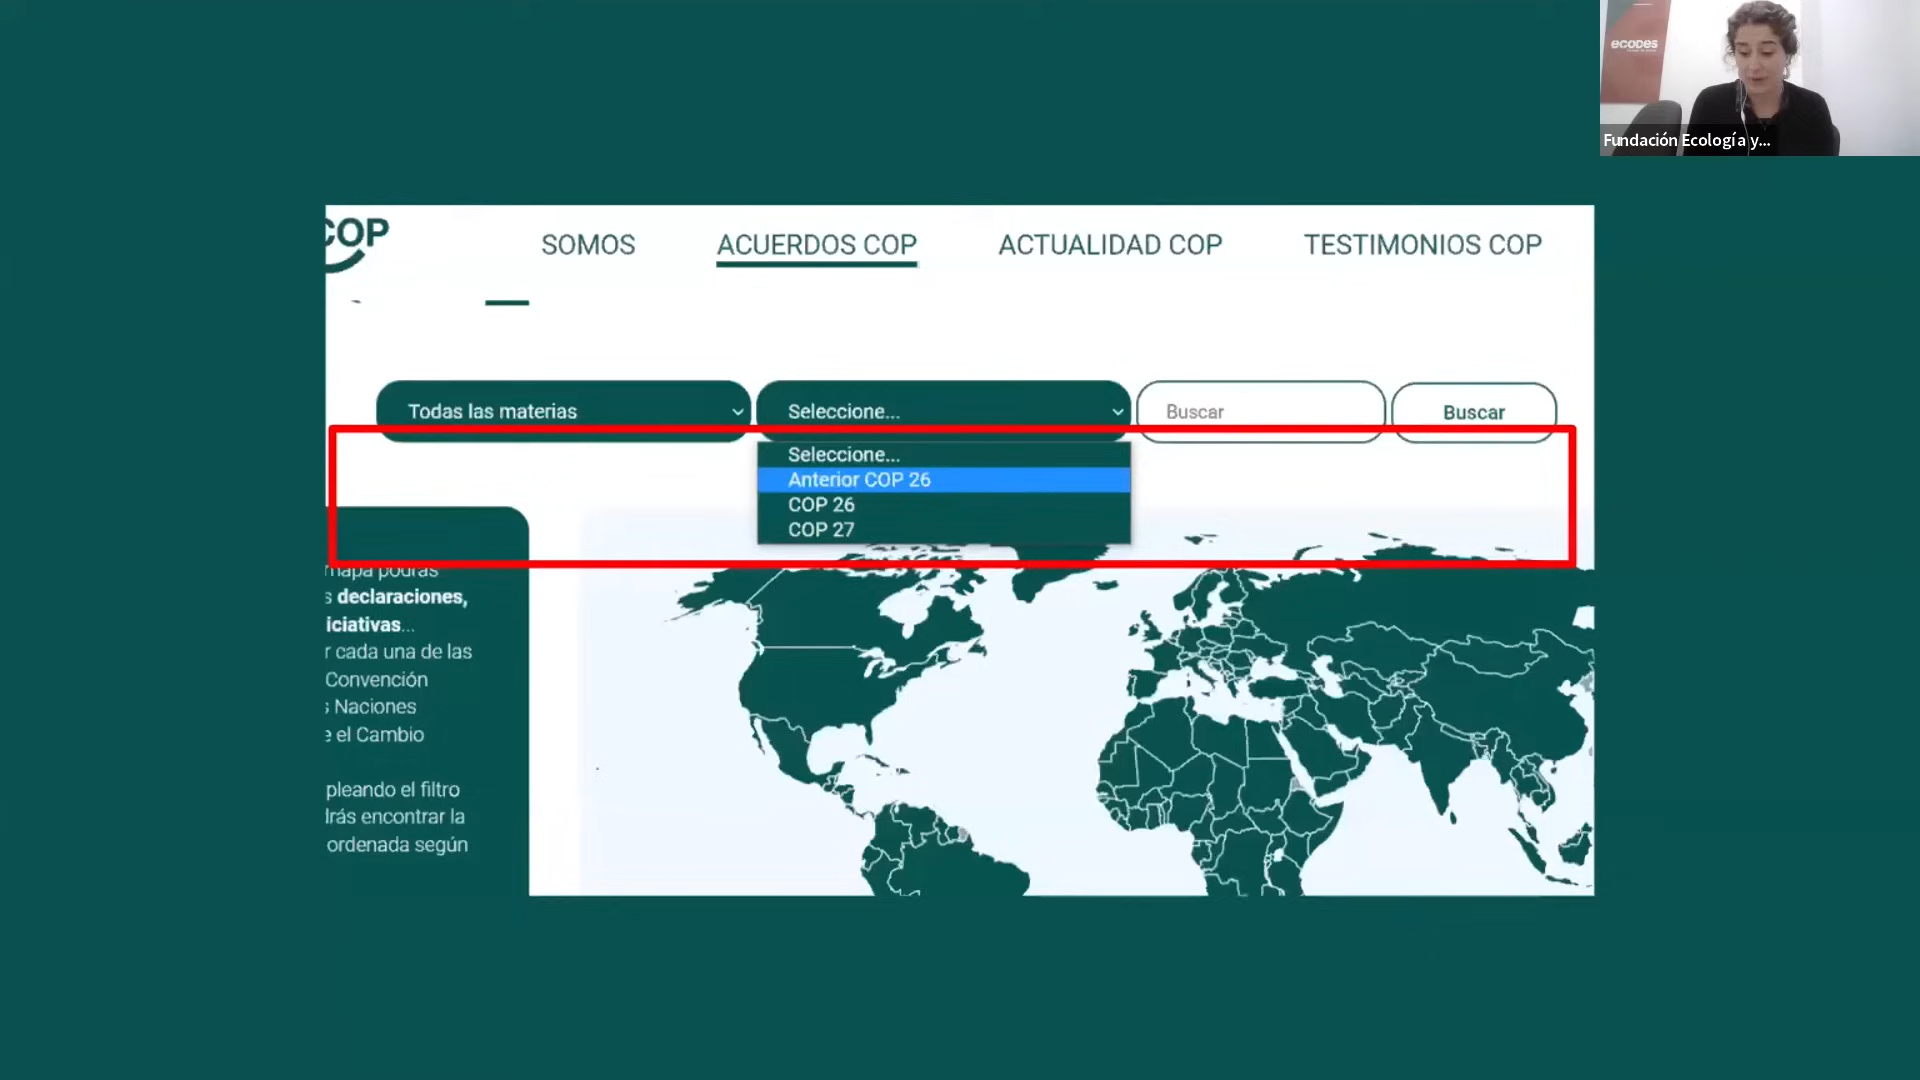 ecodes
Fundación Ecología y...
COP
SOMOS
ACUERDOS COP
ACTUALIDAD COP
TESTIMONIOS COP
Todas las materias
Seleccione...
Buscar
Buscar
Seleccione...
Anterior COP 26
COP 26
COP 27
mapa podrás
s declaraciones,
iciativas...
r cada una de las
Convención
s Naciones
e el Cambio
pleando el filtro
drás encontrar la
ordenada según